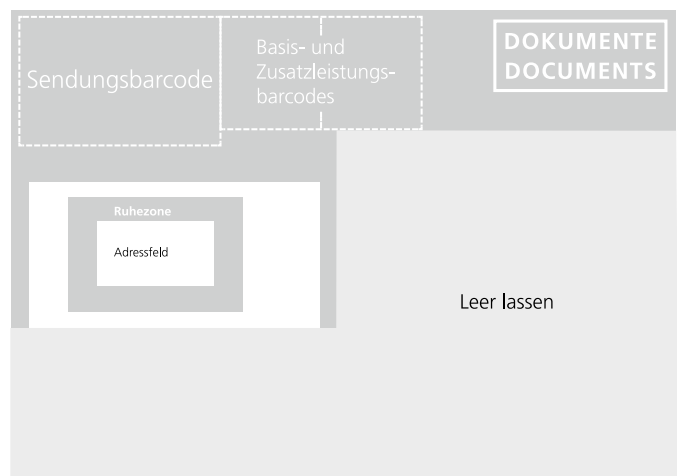 Sendungsbarcode
Basis- und
Zusatzleistungs-
barcodes
DOKUMENTE
DOCUMENTS
Ruhezone
Adressfeld
Leer lassen